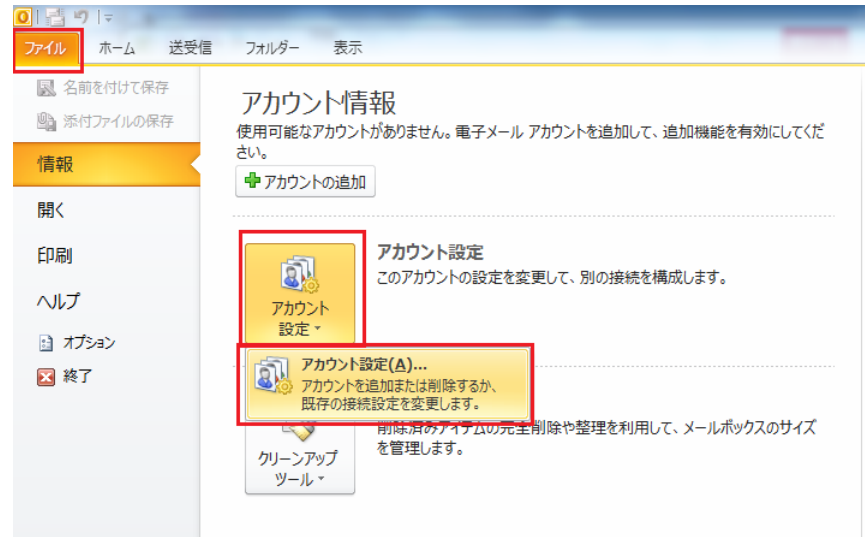 ファイル ホーム 送受信 フォルダー 表示
名前を付けて保存
添付ファイルの保存
情報
開く
印刷
ヘルプ
オプション
終了
アカウント情報
使用可能なアカウントがありません。電子メール アカウントを追加して、追加機能を有効にしてくだ
さい。
アカウントの追加
アカウント
設定
アカウント設定
このアカウントの設定を変更して、別の接続を構成します。
アカウント設定(A)...
アカウントを追加または削除するか、
既存の接続設定を変更します。
クリーンアップ
ツール
削除済みアイテムの完全削除や整理を利用して、メールボックスのサイズ
を管理します。